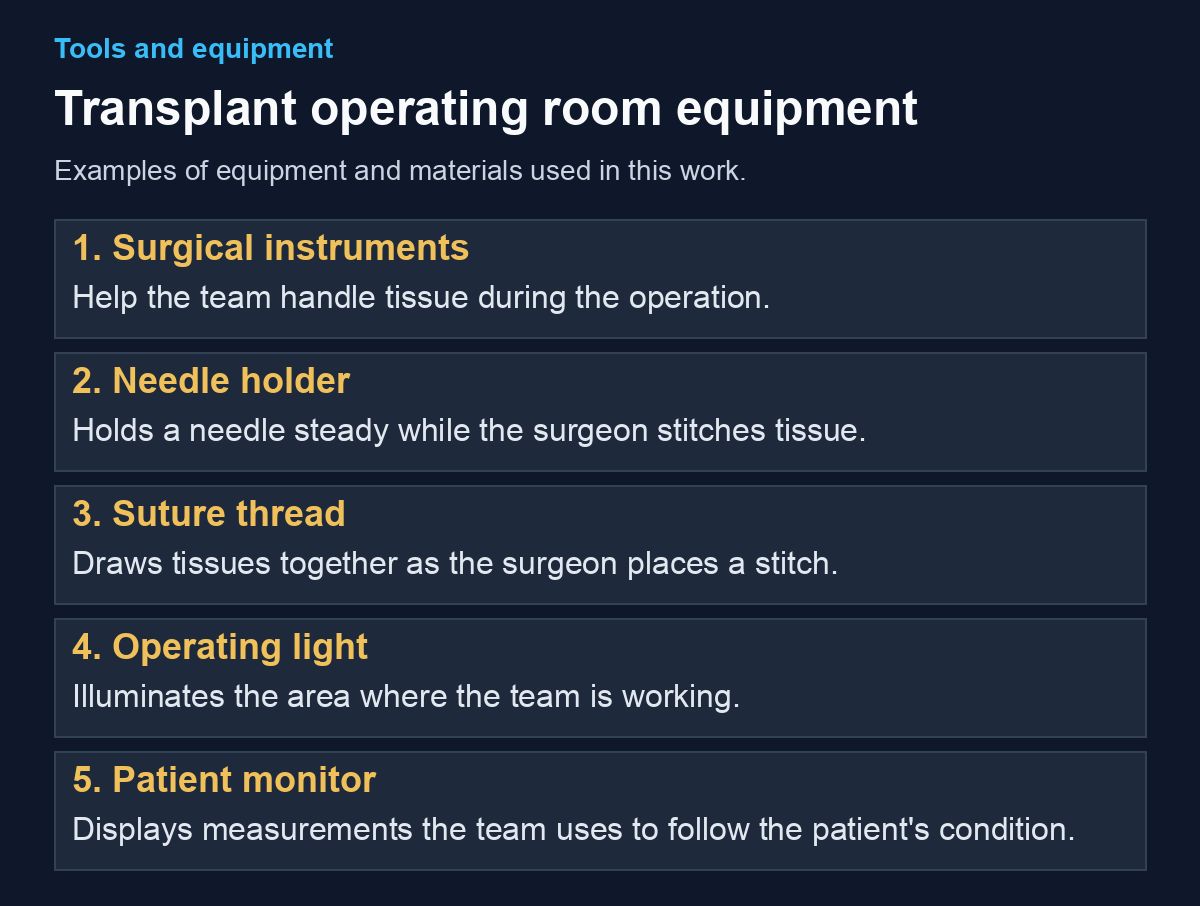 Tools and equipment
Transplant operating room equipment
Examples of equipment and materials used in this work.
1. Surgical instruments
Help the team handle tissue during the operation.
2. Needle holder
Holds a needle steady while the surgeon stitches tissue.
3. Suture thread
Draws tissues together as the surgeon places a stitch.
4. Operating light
Illuminates the area where the team is working.
5. Patient monitor
Displays measurements the team uses to follow the patient's condition.